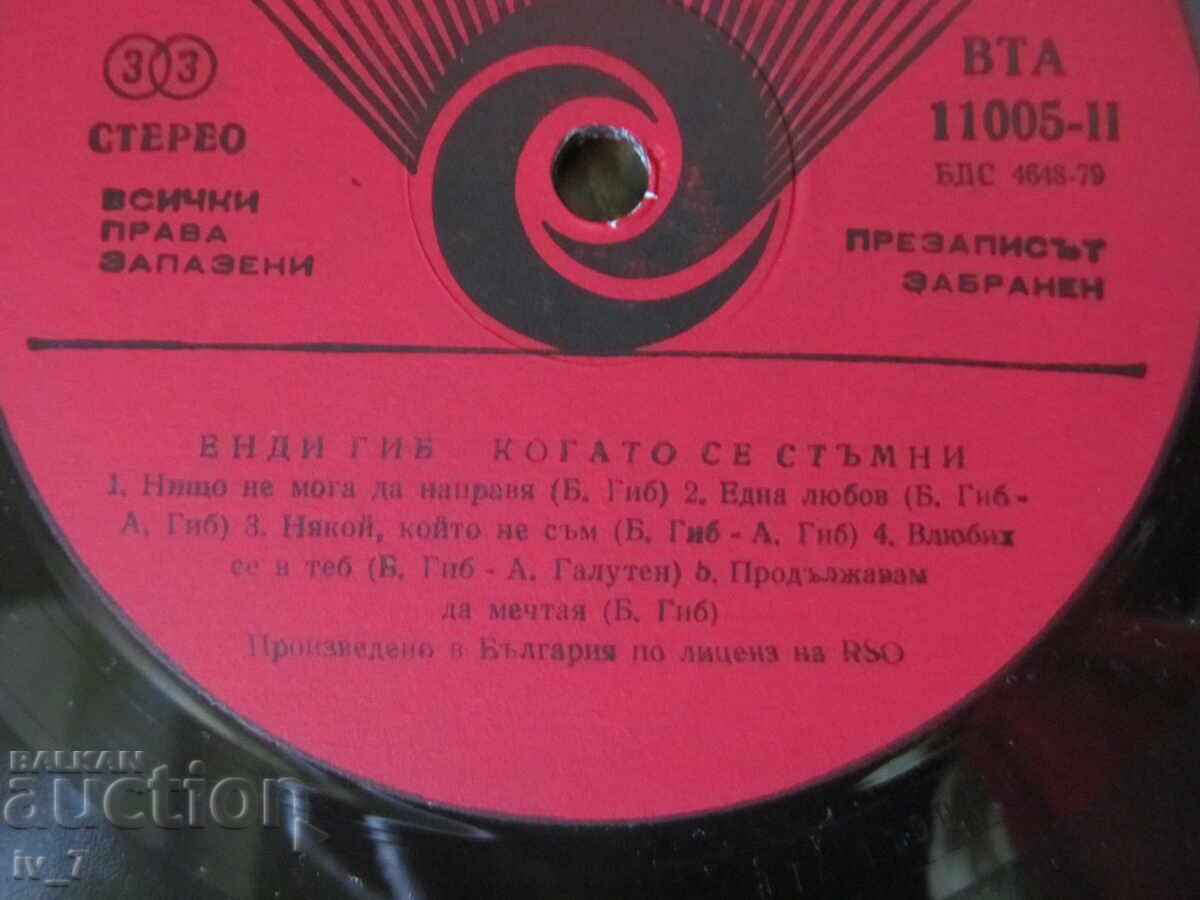 33
СТЕРЕО
ВСИЧКИ
ПРАВА
ЗАПАЗЕНИ
ВТА
11005-II
БДС 4648-79
ПРЕЗАПИСЪТ
ЗАБРАНЕН
ЕНДИ ГИБ КОГАТО СЕ СТЪМНИ
1. Нищо не мога да направя (Б. Гиб) 2. Една любов (Б. Гиб-
А. Гиб) 3. Някой, който не съм (Б. Гиб - А. Гиб) 4. Влюбих
се в теб (Б. Гиб - А. Галутен) 5. Продължавам
да мечтая (Б. Гиб)
Произведено в България по лиценз на RSO
BALKAN
auction
iv_7